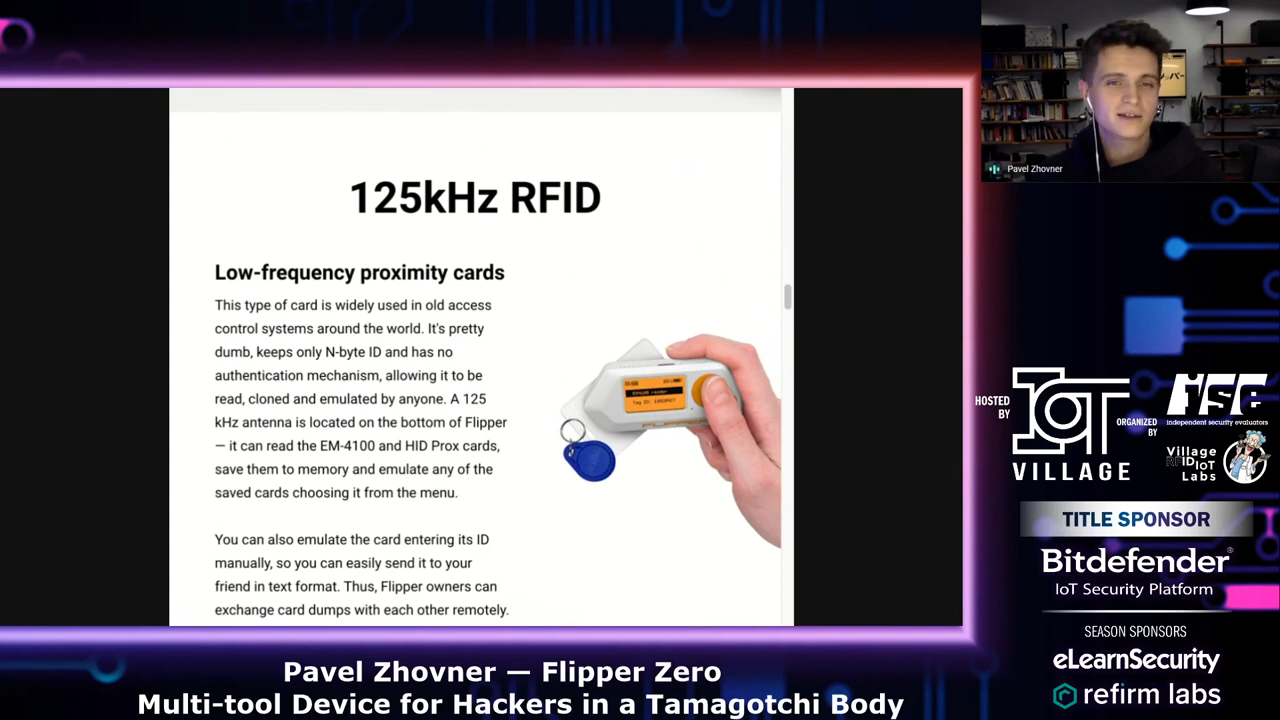 125kHz RFID
Low-frequency proximity cards
This type of card is widely used in old access
control systems around the world. It's pretty
dumb, keeps only N-byte ID and has no
authentication mechanism, allowing it to be
read, cloned and emulated by anyone. A 125
kHz antenna is located on the bottom of Flipper
— it can read the EM-4100 and HID Prox cards,
save them to memory and emulate any of the
saved cards choosing it from the menu.
You can also emulate the card entering its ID
manually, so you can easily send it to your
friend in text format. Thus, Flipper owners can
exchange card dumps with each other remotely.
Pavel Zhovner
HOSTED
BY
IoT
VILLAGE
ORGANIZED
BY
ISE
independent security evaluators
Village
IoT
Labs
TITLE SPONSOR
Bitdefender®
IoT Security Platform
SEASON SPONSORS
eLearnSecurity
refirm labs
Pavel Zhovner — Flipper Zero
Multi-tool Device for Hackers in a Tamagotchi Body